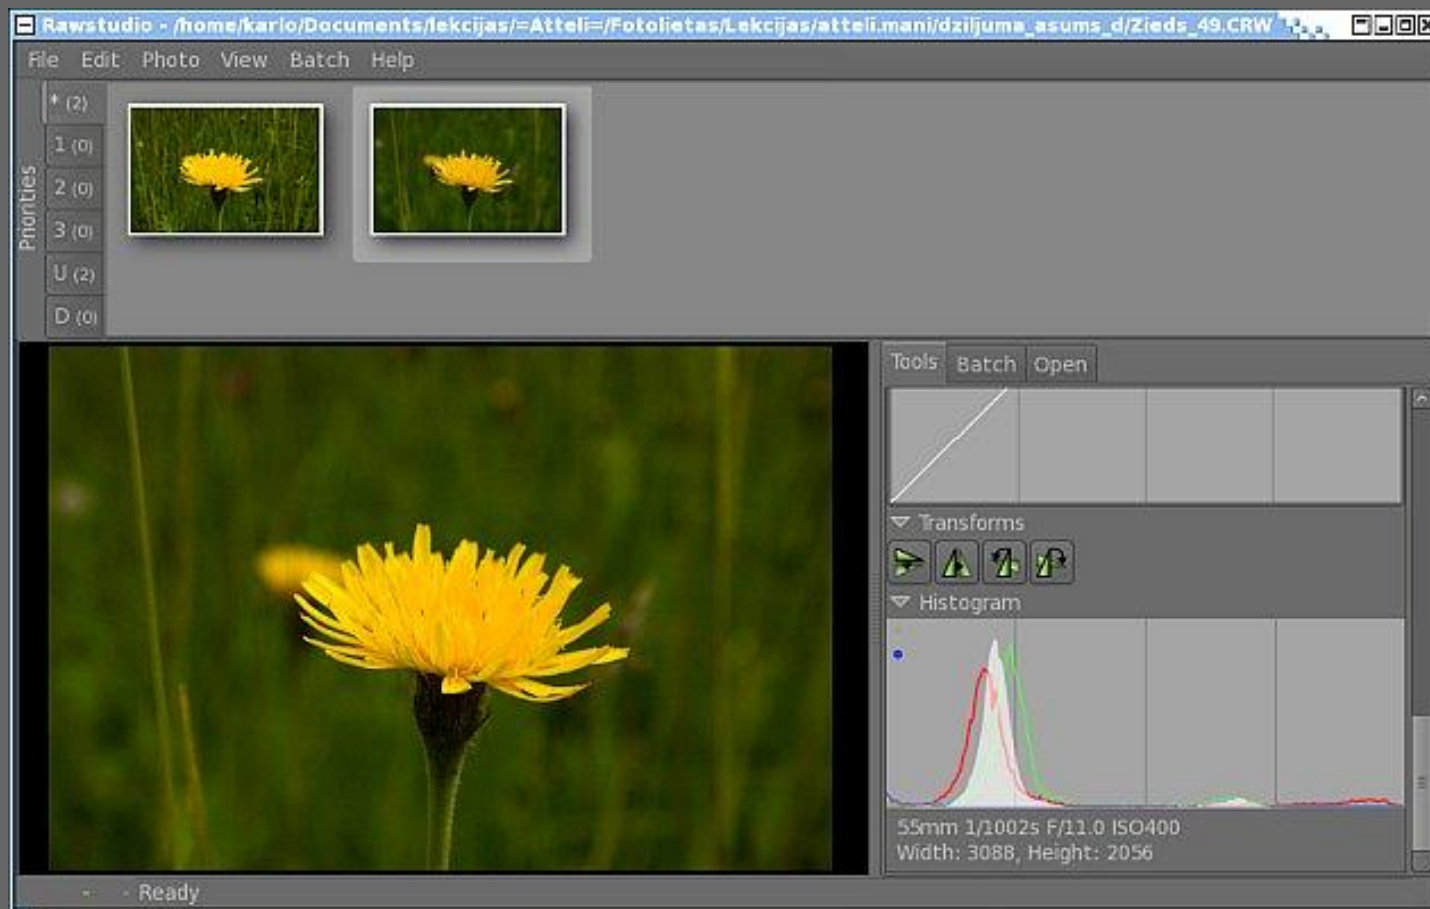 Rawstudio - /home/karlo/Documents/lekcijas/=Atteli=/Fotolietas/Lekcijas/atteli.mani/dziljuma_asums_d/Zieds_49.CRW
File Edit Photo View Batch Help
Priorities
* (2)
1 (0)
2 (0)
3 (0)
U (2)
D (0)
Tools Batch Open
Transforms
Histogram
55mm 1/1002s F/11.0 ISO400
Width: 3088, Height: 2056
- - Ready